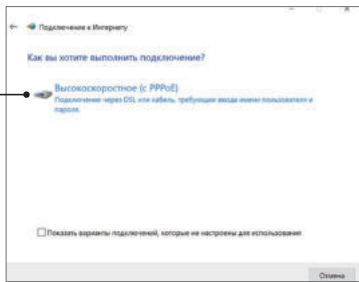 Подключение к Интернету
Как вы хотите выполнить подключение?
Высокоскоростное (с PPPoE)
Подключение через DSL или кабель, требующее ввода имени пользователя и
пароля.
Показать варианты подключений, которые не настроены для использования
Отмена